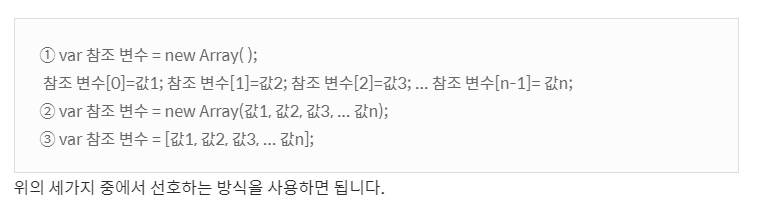 ① var 참조 변수 = new Array( );
참조 변수[0]=값1; 참조 변수[1]=값2; 참조 변수[2]=값3; ... 참조 변수[n-1]= 값n;
② var 참조 변수 = new Array(값1, 값2, 값3, ... 값n);
③ var 참조 변수 = [값1, 값2, 값3, ... 값n];
위의 세가지 중에서 선호하는 방식을 사용하면 됩니다.